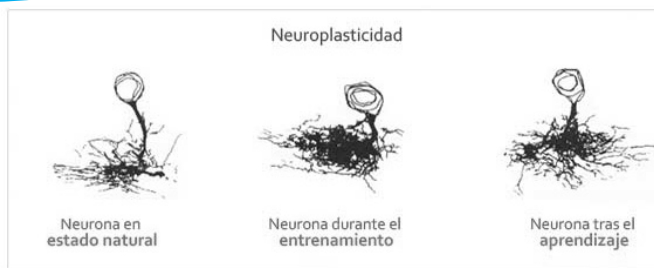 Neuroplasticidad
Neurona en
estado natural
Neurona durante el
entrenamiento
Neurona tras el
aprendizaje